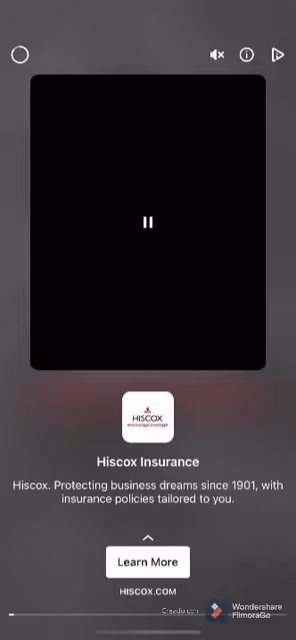 HISCOX
Hiscox Insurance
Hiscox. Protecting business dreams since 1901, with
insurance policies tailored to you.
Learn More
HISCOX.COM
Wondershare
FilmoraGo